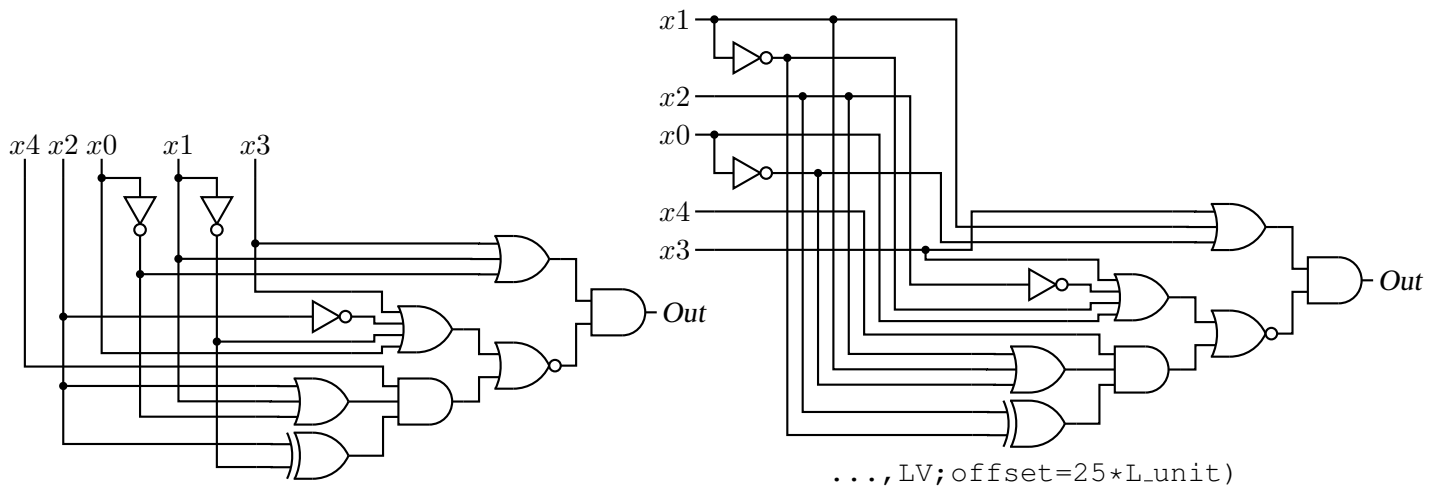 x4 x2 x0 x1 x3
Out
x1
x2
x0
x4
x3
Out
...,LV;offset=25*L_unit)